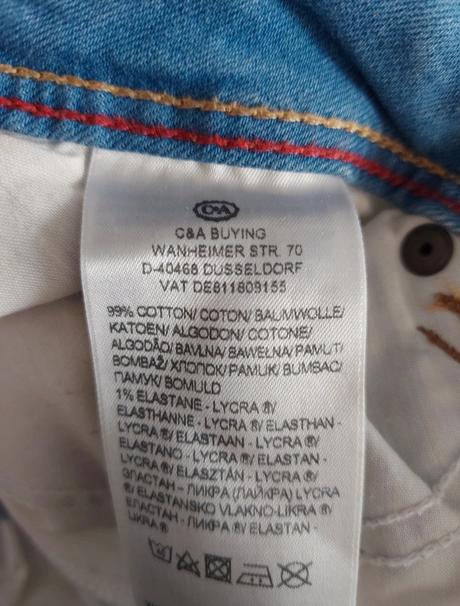 C&A
C&A BUYING
WANHEIMER STR. 70
D-40468 DÜSSELDORF
VAT DE811809155
99% COTTON/ COTON/ BAUMWOLLE/
KATOEN/ ALGODON/ COTONE/
ALGODÃO/ BAVLNA/ BAWEŁNA/ PAMUT/
BOMBAŽ/ ХЛОПОК/ PAMUK/ BUMBAC/
ПАМУК/ BOMULD
1% ELASTANE - LYCRA ®/
ELASTHANNE - LYCRA ®/ ELASTHAN -
LYCRA ®/ ELASTAAN - LYCRA ®/
ELASTANO - LYCRA ®/ ELASTAN -
LYCRA ®/ ELASZTÁN - LYCRA ®/
ЭЛАСТАН - ЛИКРА (ЛАЙКРА) LYCRA
®/ ELASTANSKO VLAKNO-LIKRA ®/
ЕЛАСТАН - ЛИКРА ®/ ELASTAN -
LIKRA ®